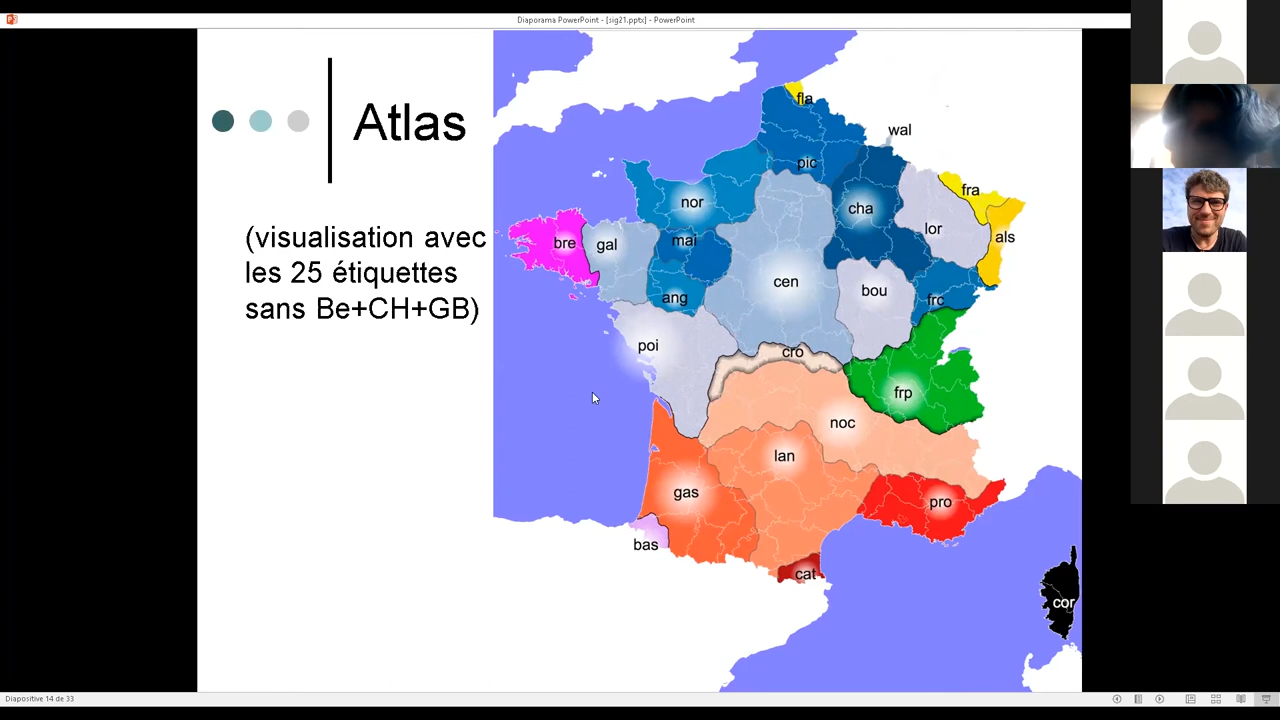 Diaporama PowerPoint - [sig21.pptx] - PowerPoint
Atlas
(visualisation avec
les 25 étiquettes
sans Be+CH+GB)
fla
wal
pic
fra
nor
cha
lor
als
bre
gal
mai
cen
bou
ang
frc
poi
cro
frp
noc
lan
gas
pro
bas
cat
cor
Diapositive 14 de 33